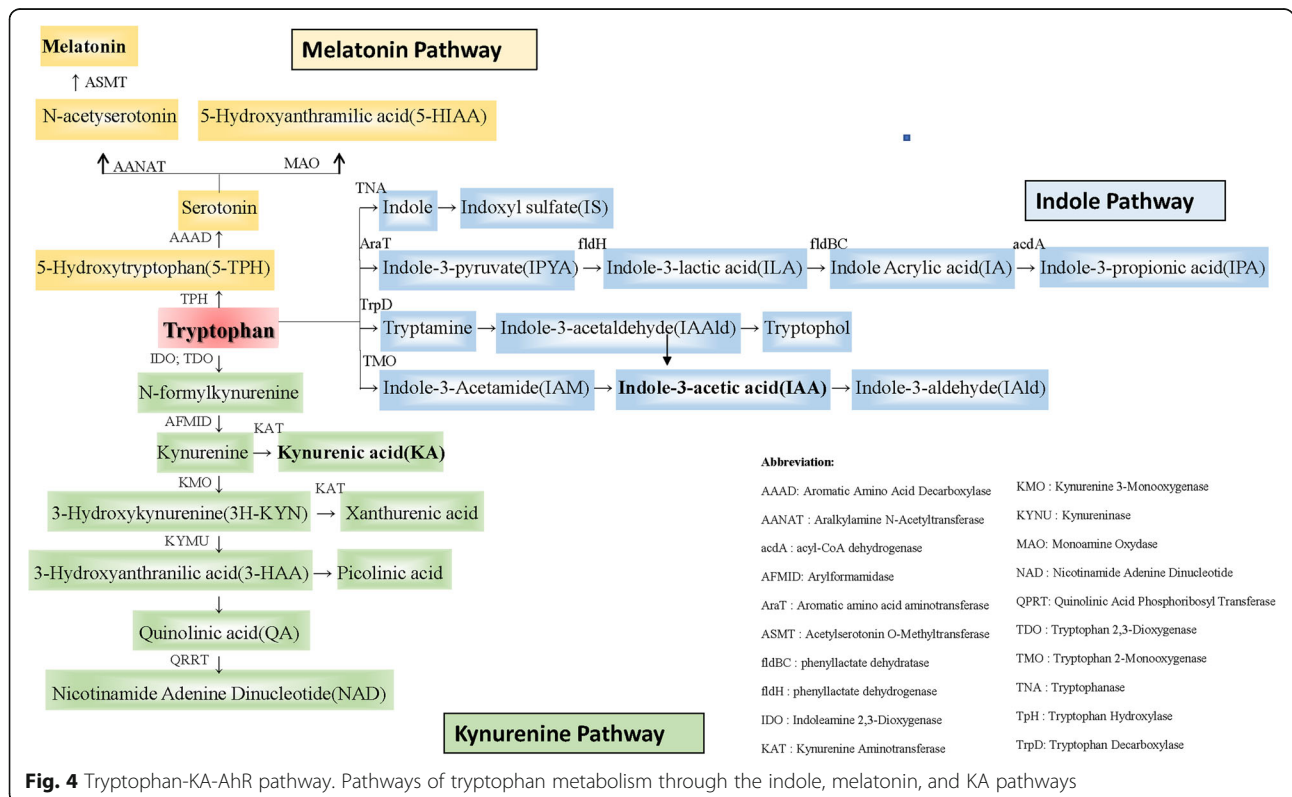 Melatonin Pathway
Melatonin
↑ ASMT
N-acetyserotonin
5-Hydroxyanthramilic acid(5-HIAA)
AANAT
MAO
Serotonin
AAAD ↑
5-Hydroxytryptophan(5-TPH)
TPH ↑
Tryptophan
Indole Pathway
TNA
Indole → Indoxyl sulfate(IS)
AraT fldH fldBC acdA
Indole-3-pyruvate(IPYA) → Indole-3-lactic acid(ILA) → Indole Acrylic acid(IA) → Indole-3-propionic acid(IPA)
TrpD
Tryptamine → Indole-3-acetaldehyde(IAAld) → Tryptophol
TMO
Indole-3-Acetamide(IAM) → Indole-3-acetic acid(IAA) → Indole-3-aldehyde(IAld)
IDO; TDO ↓
N-formylkynurenine
AFMID ↓ KAT
Kynurenine → Kynurenic acid(KA)
KMO ↓ KAT
3-Hydroxykynurenine(3H-KYN) → Xanthurenic acid
KYMU ↓
3-Hydroxyanthranilic acid(3-HAA) → Picolinic acid
↓
Quinolinic acid(QA)
QRRT ↓
Nicotinamide Adenine Dinucleotide(NAD)
Kynurenine Pathway
Abbreviation:
AAAD: Aromatic Amino Acid Decarboxylase
AANAT : Aralkylamine N-Acetyltransferase
acdA : acyl-CoA dehydrogenase
AFMID: Arylformamidase
AraT : Aromatic amino acid aminotransferase
ASMT : Acetylserotonin O-Methyltransferase
fldBC : phenyllactate dehydratase
fldH : phenyllactate dehydrogenase
IDO : Indoleamine 2,3-Dioxygenase
KAT : Kynurenine Aminotransferase
KMO : Kynurenine 3-Monooxygenase
KYNU : Kynureninase
MAO: Monoamine Oxydase
NAD : Nicotinamide Adenine Dinucleotide
QPRT: Quinolinic Acid Phosphoribosyl Transferase
TDO : Tryptophan 2,3-Dioxygenase
TMO : Tryptophan 2-Monooxygenase
TNA : Tryptophanase
TpH : Tryptophan Hydroxylase
TrpD: Tryptophan Decarboxylase
Fig. 4 Tryptophan-KA-AhR pathway. Pathways of tryptophan metabolism through the indole, melatonin, and KA pathways